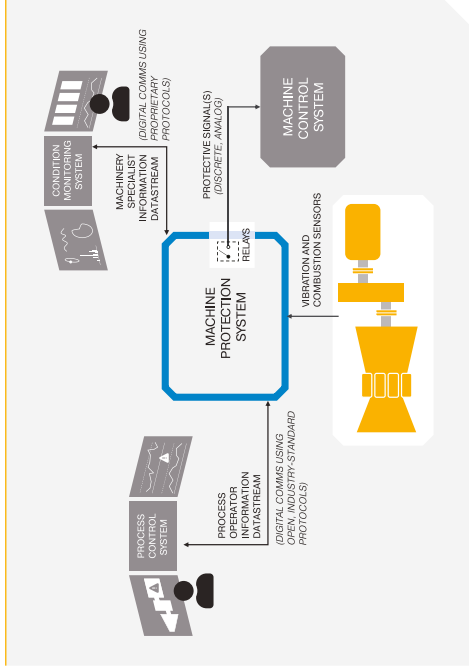 PROCESS
CONTROL
SYSTEM
CONDITION
MONITORING
SYSTEM
PROCESS
OPERATOR
INFORMATION
DATASTREAM
(DIGITAL COMMS USING
OPEN, INDUSTRY-STANDARD
PROTOCOLS)
MACHINERY
SPECIALIST
INFORMATION
DATASTREAM
(DIGITAL COMMS USING
PROPRIETARY
PROTOCOLS)
MACHINE
PROTECTION
SYSTEM
RELAYS
PROTECTIVE SIGNAL(S)
(DISCRETE, ANALOG)
MACHINE
CONTROL
SYSTEM
VIBRATION AND
COMBUSTION SENSORS